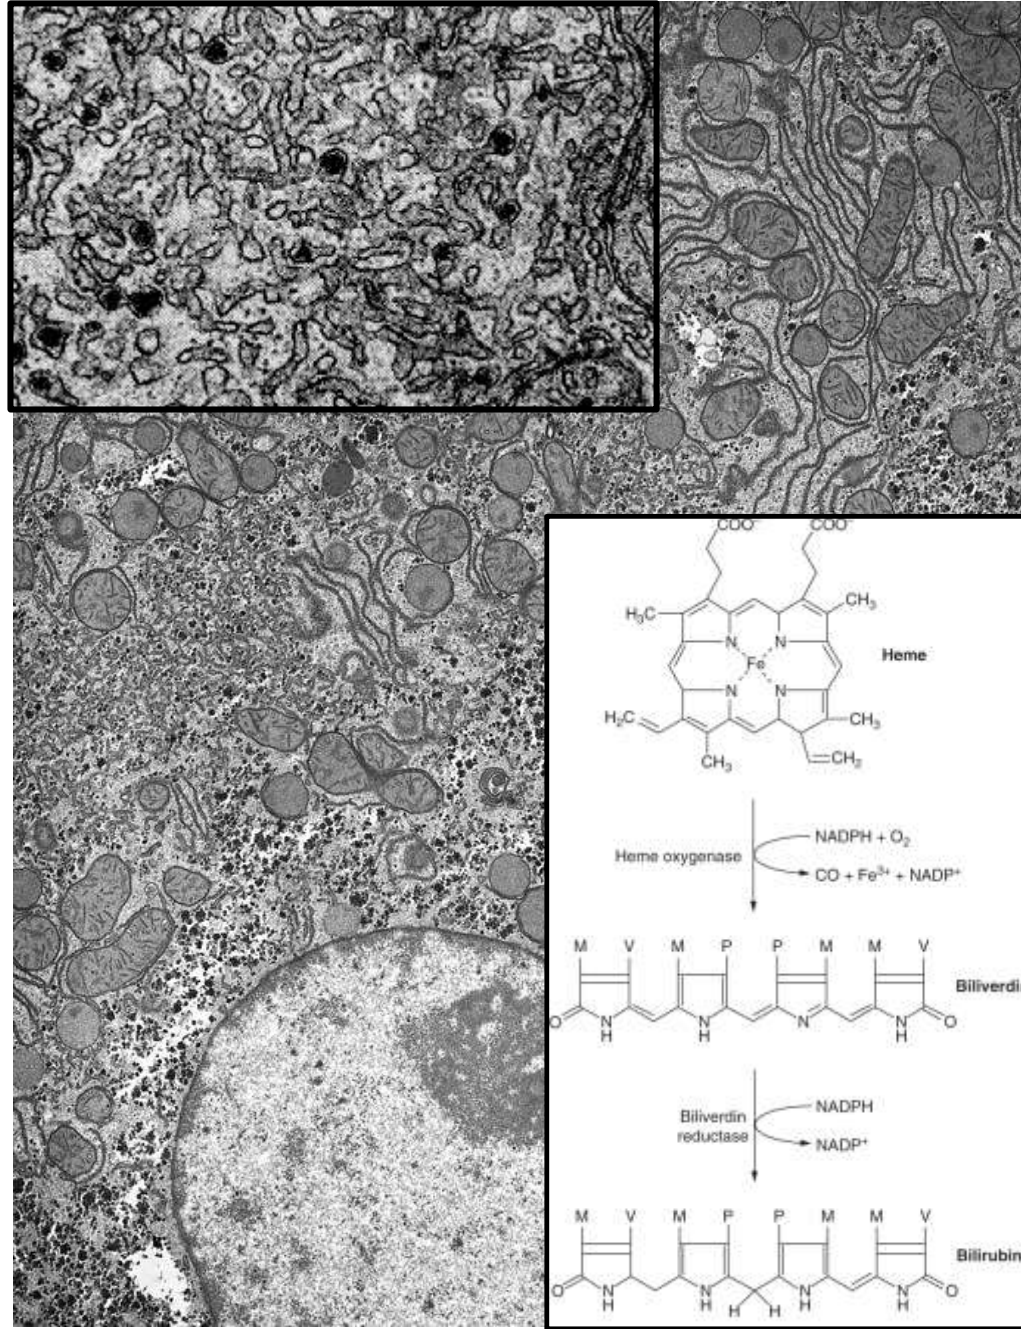 COO⁻ COO⁻
H₃C CH₃
N N
Fe
Heme
N N
H₂C CH₃
CH₃ CH₂
NADPH + O₂
Heme oxygenase
CO + Fe³⁺ + NADP⁺
M V M P P M M V
Biliverdin
O N H N H N N H O
NADPH
Biliverdin
reductase
NADP⁺
M V M P P M M V
Bilirubin
O N H N H H H N H N H O